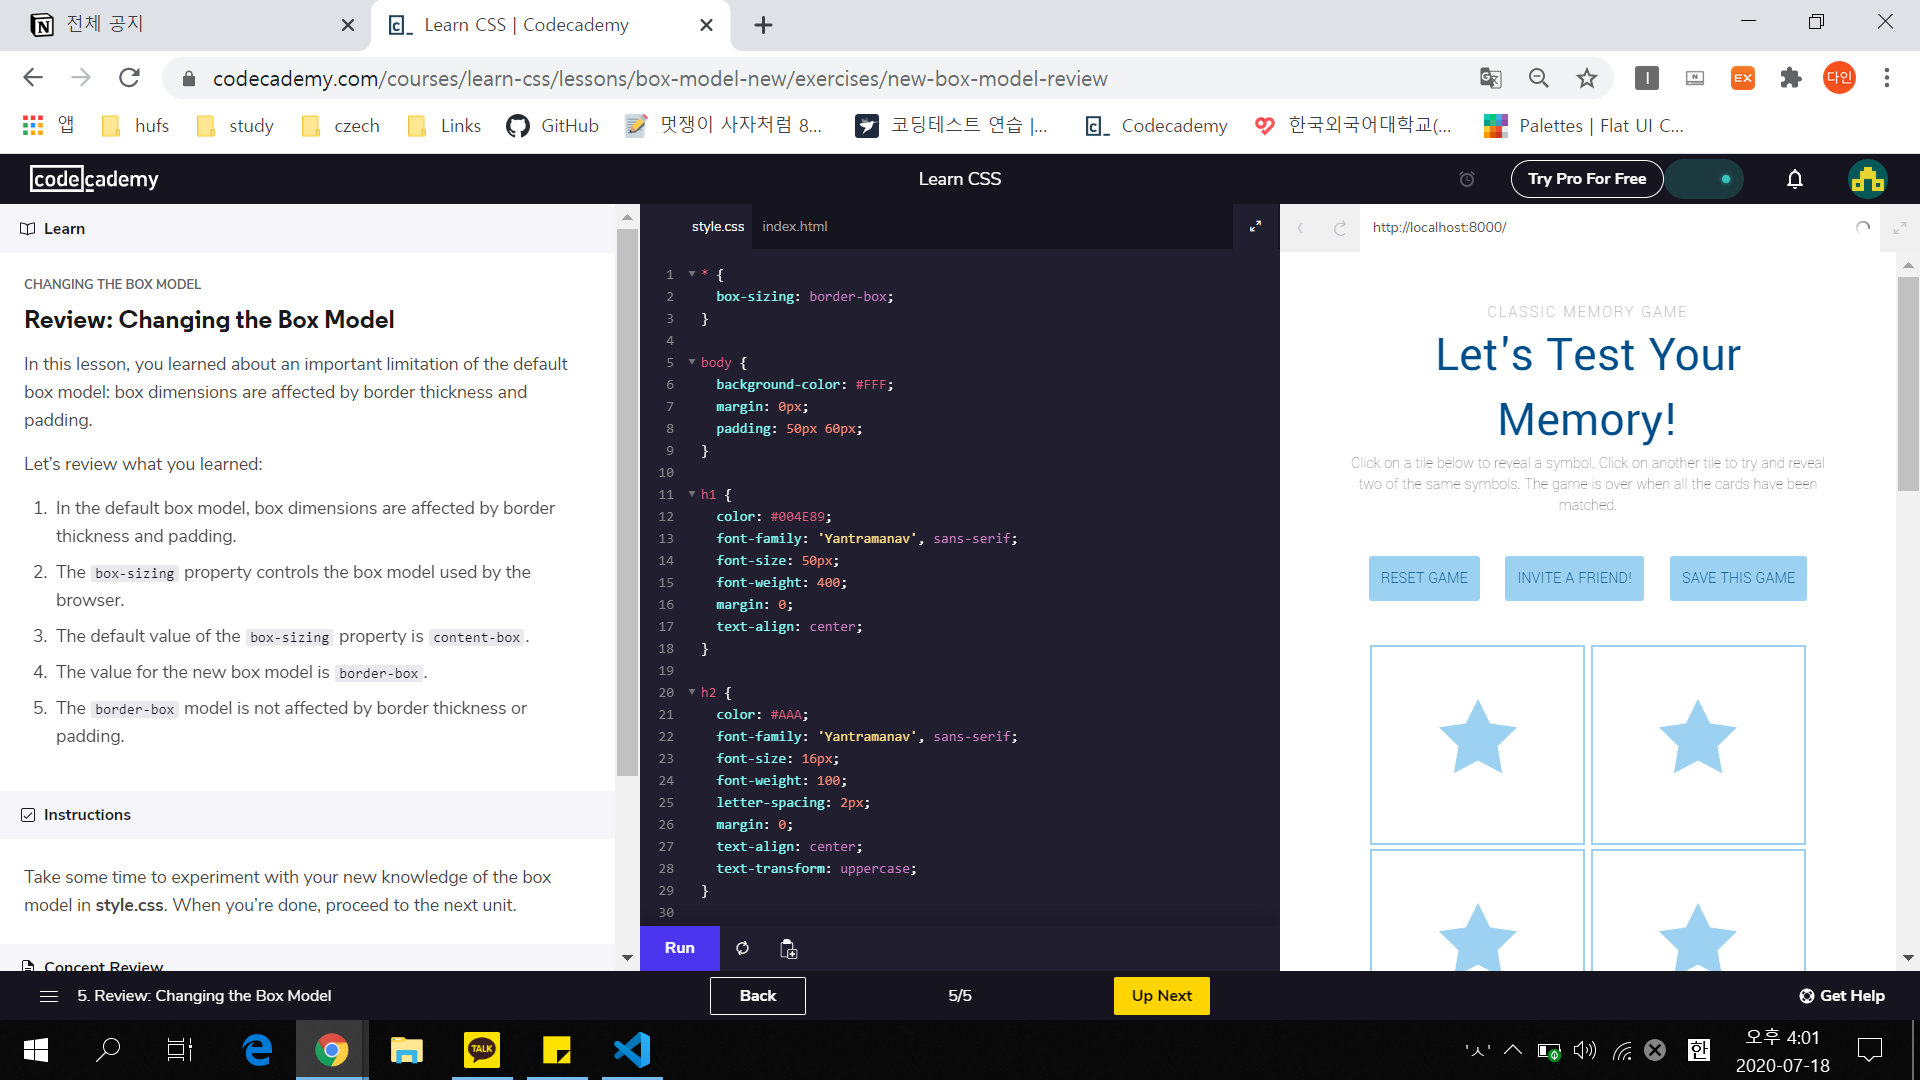 전체 공지
Learn CSS | Codecademy
codecademy.com/courses/learn-css/lessons/box-model-new/exercises/new-box-model-review
EX
다인
앱
hufs
study
czech
Links
GitHub
멋쟁이 사자처럼 8...
코딩테스트 연습 |...
Codecademy
한국외국어대학교(...
Palettes | Flat UI C...
codecademy
Learn CSS
Try Pro For Free
Learn
CHANGING THE BOX MODEL
Review: Changing the Box Model
In this lesson, you learned about an important limitation of the default
box model: box dimensions are affected by border thickness and
padding.
Let's review what you learned:
1. In the default box model, box dimensions are affected by border
thickness and padding.
2. The box-sizing property controls the box model used by the
browser.
3. The default value of the box-sizing property is content-box.
4. The value for the new box model is border-box.
5. The border-box model is not affected by border thickness or
padding.
Instructions
Take some time to experiment with your new knowledge of the box
model in style.css. When you're done, proceed to the next unit.
Concept Review
style.css
index.html
1 * {
2 box-sizing: border-box;
3 }
4
5 body {
6 background-color: #FFF;
7 margin: 0px;
8 padding: 50px 60px;
9 }
10
11 h1 {
12 color: #004E89;
13 font-family: 'Yantramanav', sans-serif;
14 font-size: 50px;
15 font-weight: 400;
16 margin: 0;
17 text-align: center;
18 }
19
20 h2 {
21 color: #AAA;
22 font-family: 'Yantramanav', sans-serif;
23 font-size: 16px;
24 font-weight: 100;
25 letter-spacing: 2px;
26 margin: 0;
27 text-align: center;
28 text-transform: uppercase;
29 }
30
Run
http://localhost:8000/
CLASSIC MEMORY GAME
Let's Test Your
Memory!
Click on a tile below to reveal a symbol. Click on another tile to try and reveal
two of the same symbols. The game is over when all the cards have been
matched.
RESET GAME
INVITE A FRIEND!
SAVE THIS GAME
5. Review: Changing the Box Model
Back
5/5
Up Next
Get Help
TALK
'ㅅ'
한
오후 4:01
2020-07-18